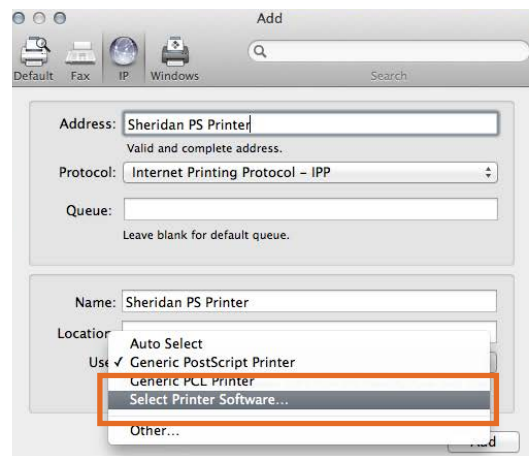 Add
Default Fax IP Windows Search
Address: Sheridan PS Printer
Valid and complete address.
Protocol: Internet Printing Protocol – IPP
Queue:
Leave blank for default queue.
Name: Sheridan PS Printer
Location
Auto Select
Use ✓ Generic PostScript Printer
Generic PCL Printer
Select Printer Software...
Other...
Add